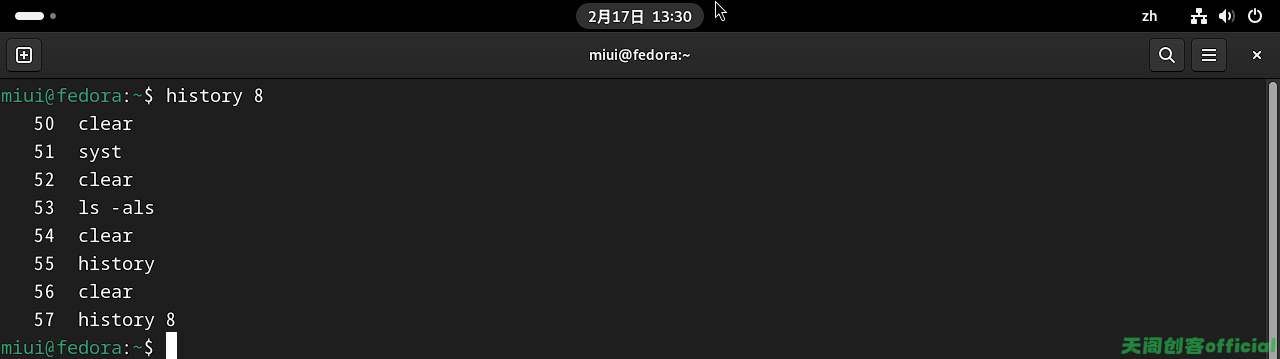 2月17日 13:30
zh
miui@fedora:~
miui@fedora:~$ history 8
50 clear
51 syst
52 clear
53 ls -als
54 clear
55 history
56 clear
57 history 8
miui@fedora:~$
天阁创客official